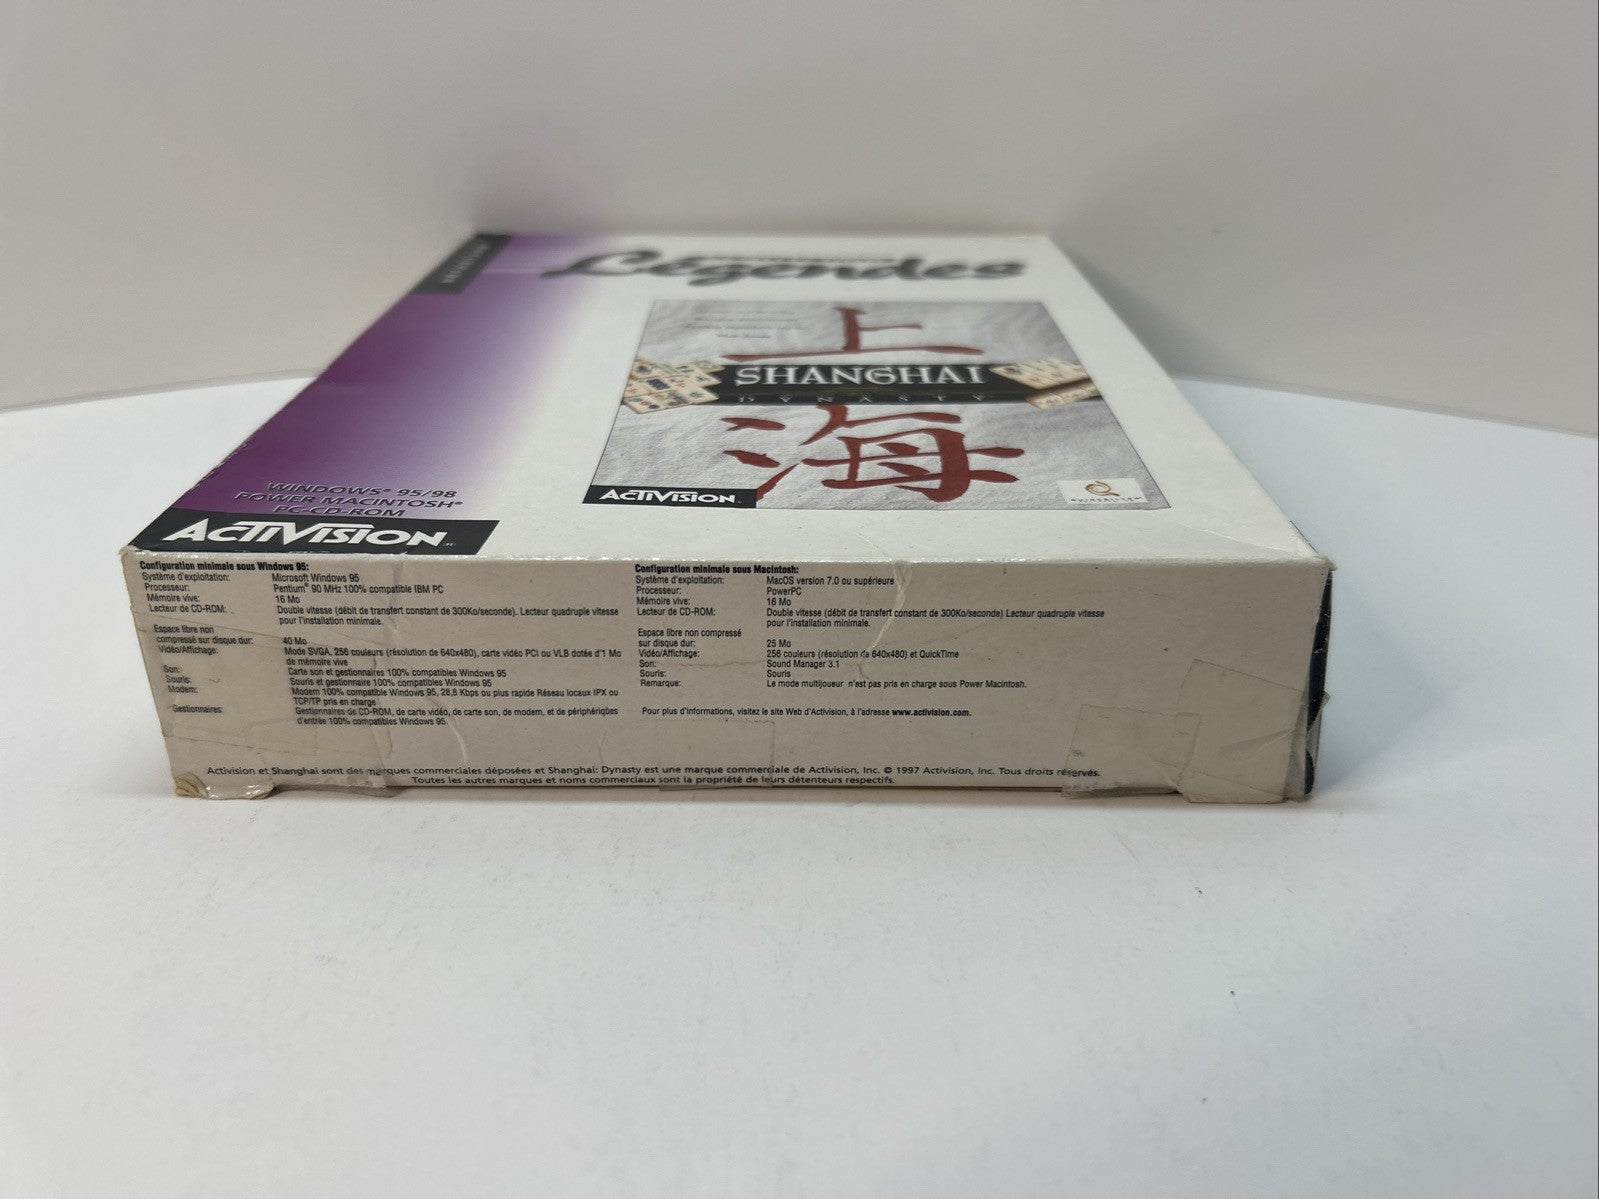 Légendes
上
SHANGHAI
DYNASTY
海
ACTIVISION
WINDOWS® 95/98
POWER MACINTOSH®
PC-CD-ROM
ACTIVISION
Configuration minimale sous Windows 95:
Système d'exploitation: Microsoft Windows 95
Processeur: Pentium® 90 MHz 100% compatible IBM PC
Mémoire vive: 16 Mo
Lecteur de CD-ROM: Double vitesse (débit de transfert constant de 300Ko/seconde). Lecteur quadruple vitesse
pour l'installation minimale.
Espace libre non
compressé sur disque dur: 40 Mo
Vidéo/Affichage: Mode SVGA, 256 couleurs (résolution de 640x480), carte vidéo PCI ou VLB dotée d'1 Mo
de mémoire vive
Son: Carte son et gestionnaires 100% compatibles Windows 95
Souris: Souris et gestionnaire 100% compatibles Windows 95
Modem: Modem 100% compatible Windows 95, 28,8 Kbps ou plus rapide Réseau locaux IPX ou
TCP/TP pris en charge
Gestionnaires: Gestionnaires de CD-ROM, de carte vidéo, de carte son, de modem, et de périphériques
d'entrée 100% compatibles Windows 95.
Configuration minimale sous Macintosh:
Système d'exploitation: MacOS version 7.0 ou supérieure
Processeur: PowerPC
Mémoire vive: 16 Mo
Lecteur de CD-ROM: Double vitesse (débit de transfert constant de 300Ko/seconde) Lecteur quadruple vitesse
pour l'installation minimale.
Espace libre non compressé
sur disque dur: 25 Mo
Vidéo/Affichage: 256 couleurs (résolution de 640x480) et QuickTime
Son: Sound Manager 3.1
Souris: Souris
Remarque: Le mode multijoueur n'est pas pris en charge sous Power Macintosh.
Pour plus d'informations, visitez le site Web d'Activision, à l'adresse www.activision.com.
Activision et Shanghai sont des marques commerciales déposées et Shanghai: Dynasty est une marque commerciale de Activision, Inc. © 1997 Activision, Inc. Tous droits réservés.
Toutes les autres marques et noms commerciaux sont la propriété de leurs détenteurs respectifs.